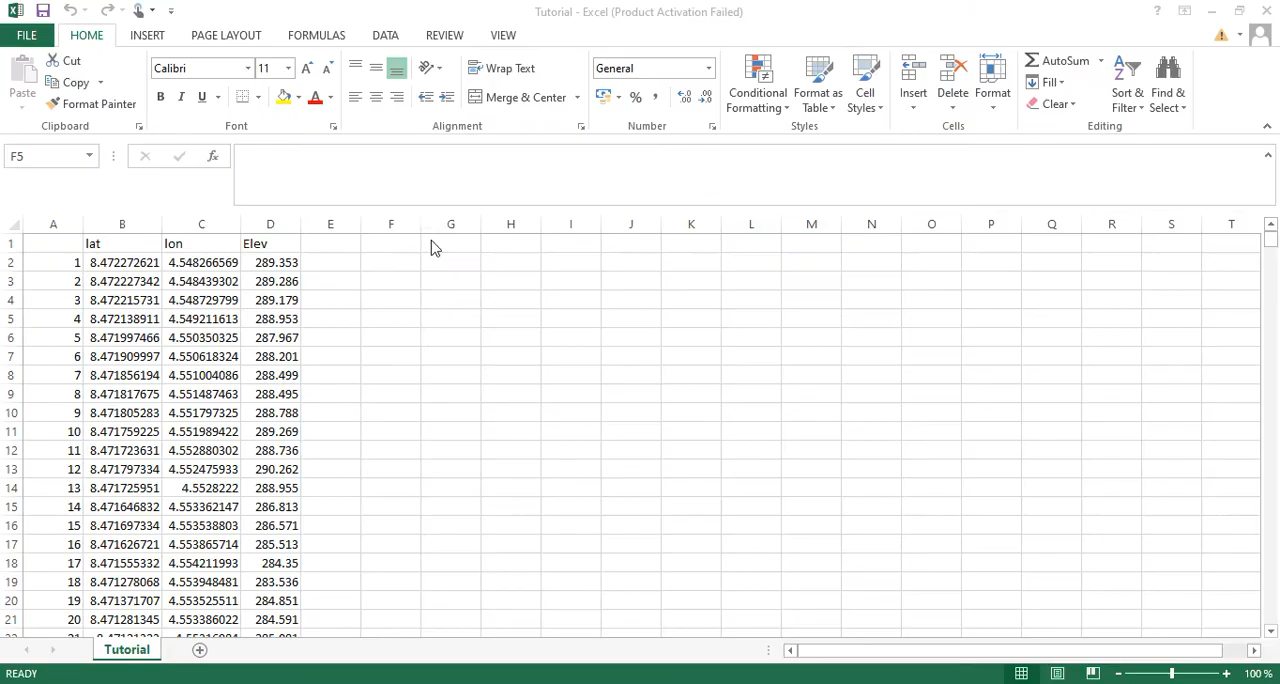 Tutorial - Excel (Product Activation Failed)
FILE HOME INSERT PAGE LAYOUT FORMULAS DATA REVIEW VIEW
Paste
Cut
Copy
Format Painter
Clipboard
Calibri 11
B I U A
Font
Wrap Text
Merge & Center
Alignment
General
% ,
Number
Conditional Formatting
Format as Table
Cell Styles
Styles
Insert
Delete
Format
Cells
AutoSum
Fill
Clear
Sort & Filter
Find & Select
Editing
F5 fx
A B C D E F G H I J K L M N O P Q R S T
1 lat lon Elev
2 1 8.472272621 4.548266569 289.353
3 2 8.472227342 4.548439302 289.286
4 3 8.472215731 4.548729799 289.179
5 4 8.472138911 4.549211613 288.953
6 5 8.471997466 4.550350325 287.967
7 6 8.471909997 4.550618324 288.201
8 7 8.471856194 4.551004086 288.499
9 8 8.471817675 4.551487463 288.495
10 9 8.471805283 4.551797325 288.788
11 10 8.471759225 4.551989422 289.269
12 11 8.471723631 4.552880302 288.736
13 12 8.471797334 4.552475933 290.262
14 13 8.471725951 4.5528222 288.955
15 14 8.471646832 4.553362147 286.813
16 15 8.471697334 4.553538803 286.571
17 16 8.471626721 4.553865714 285.513
18 17 8.471555332 4.554211993 284.35
19 18 8.471278068 4.553948481 283.536
20 19 8.471371707 4.553525511 284.851
21 20 8.471281345 4.553386022 284.591
Tutorial
READY 100 %